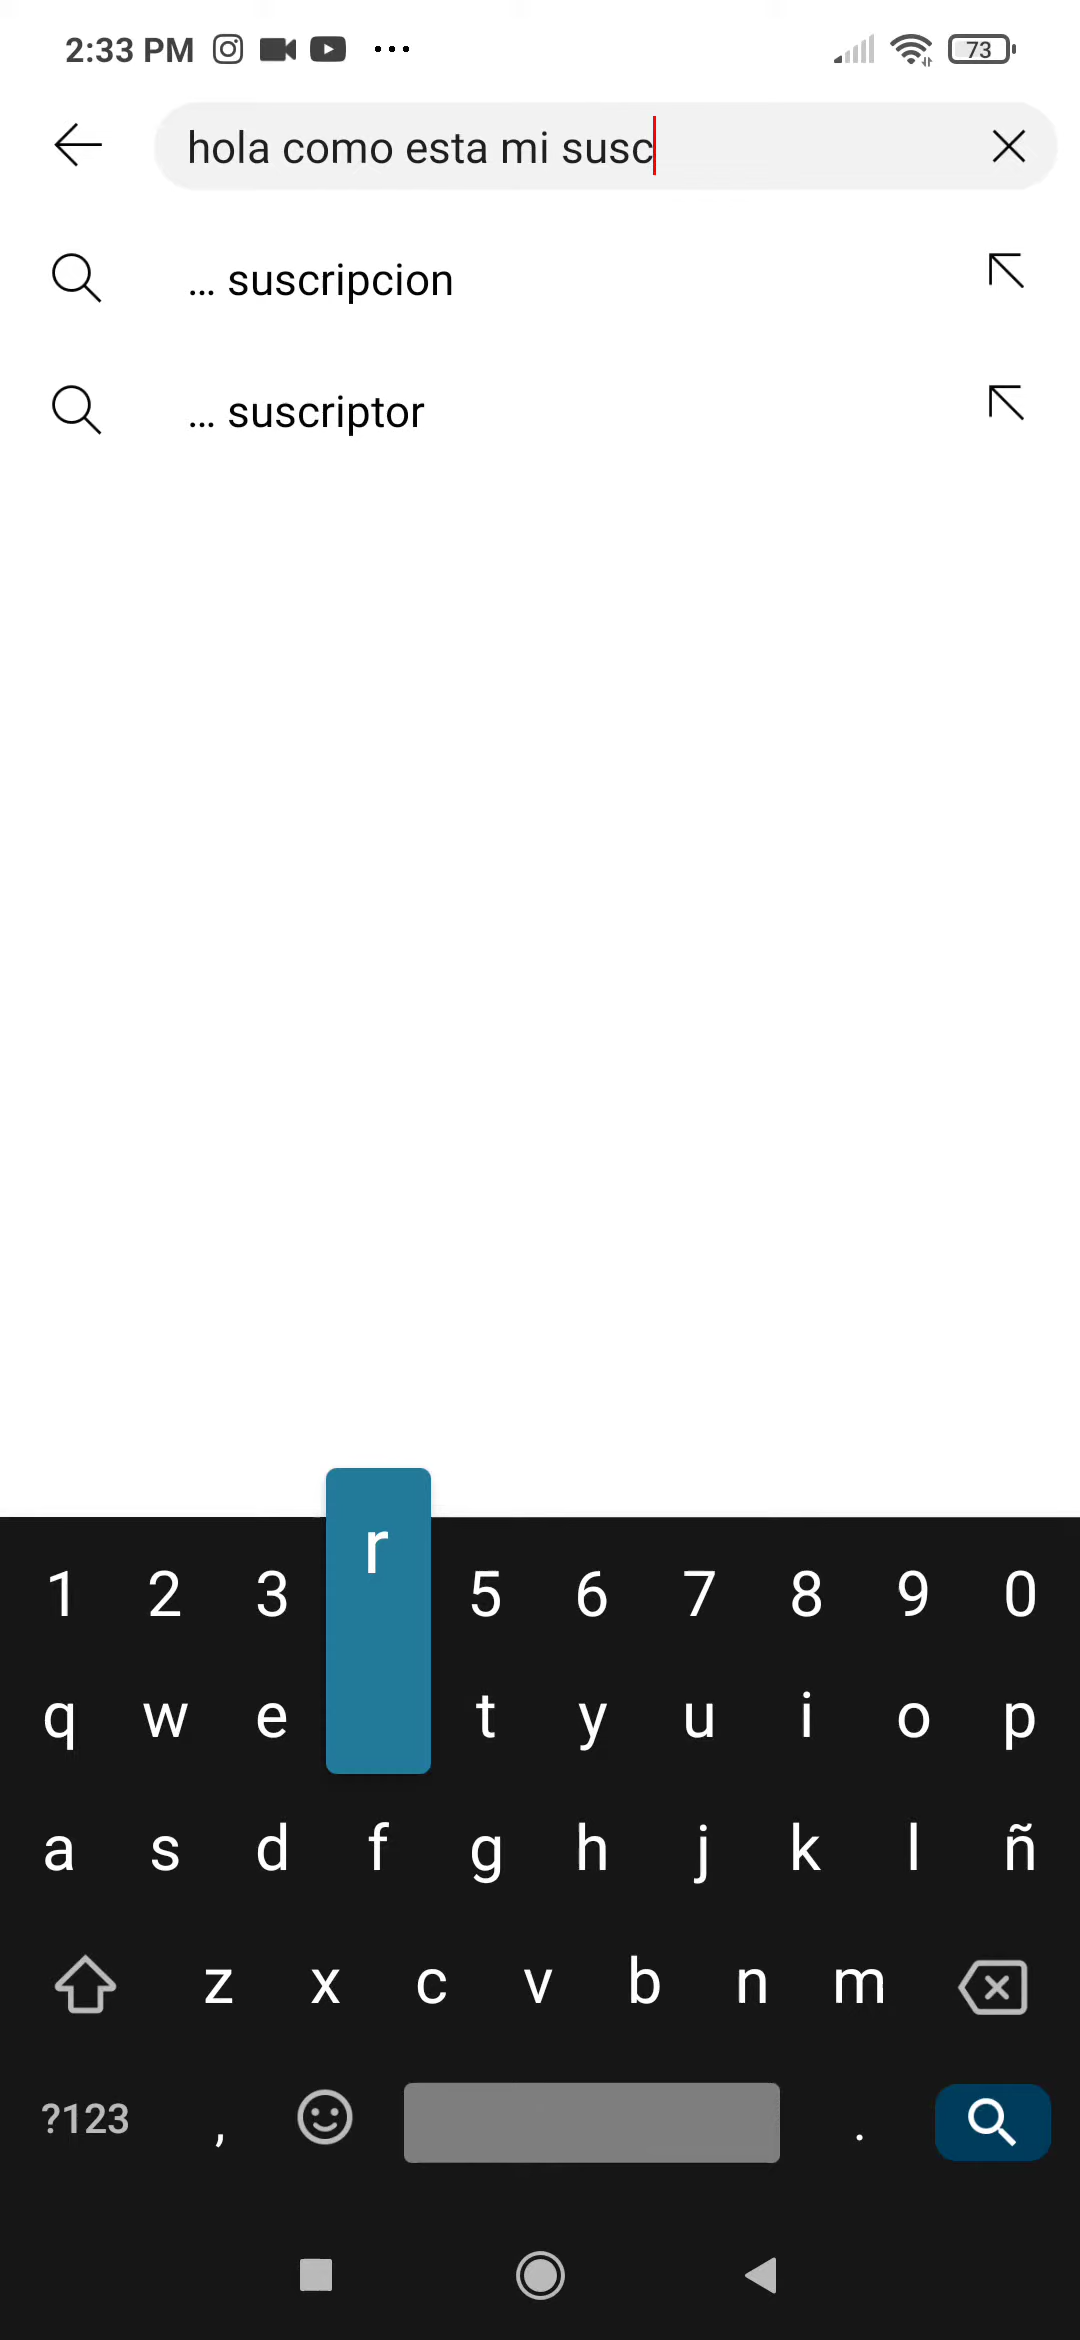 2:33 PM ... 73
hola como esta mi susc
... suscripcion
... suscriptor
r
1 2 3 5 6 7 8 9 0
q w e t y u i o p
a s d f g h j k l ñ
z x c v b n m
?123 , .